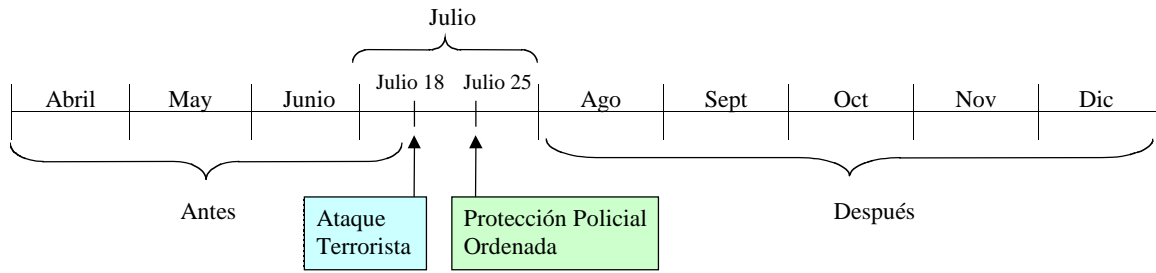 Julio
Julio 18 Julio 25
Abril May Junio Ago Sept Oct Nov Dic
Antes Después
Ataque Terrorista
Protección Policial Ordenada